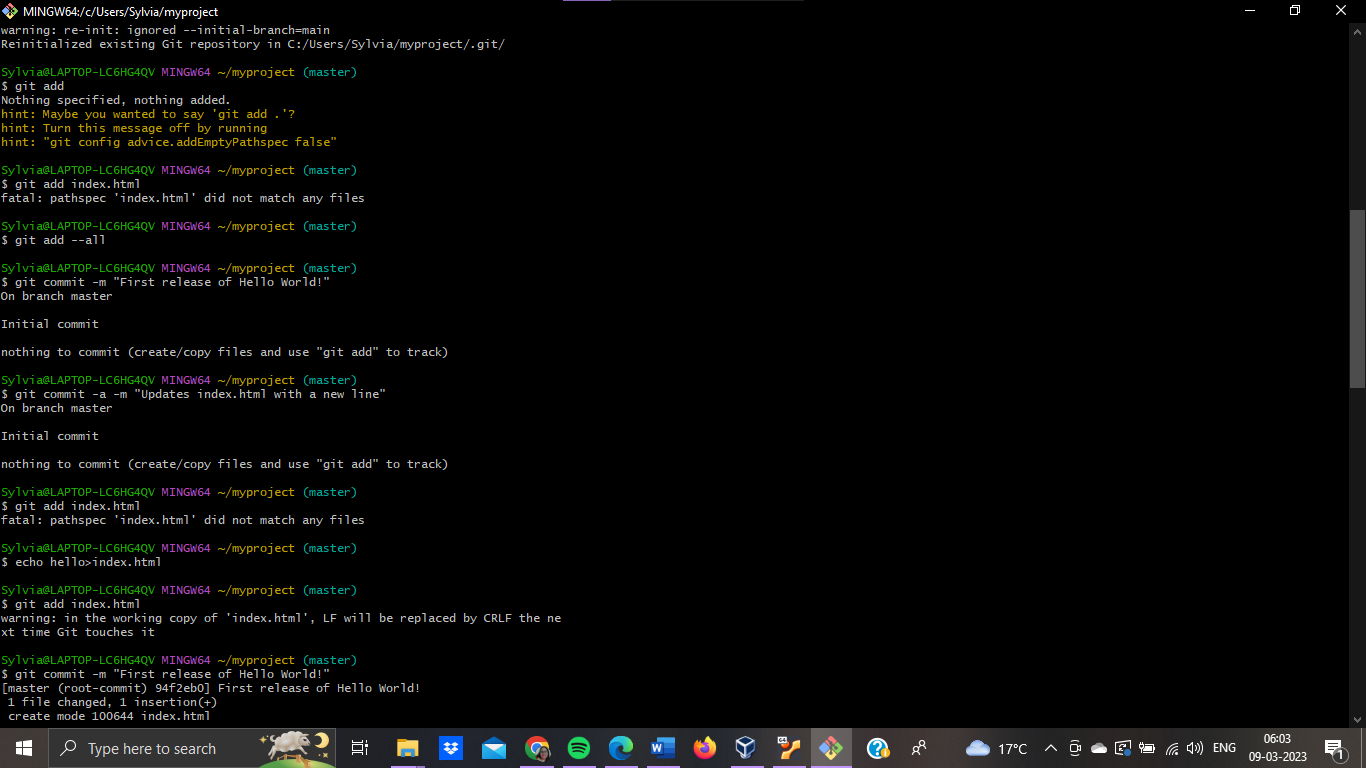 MINGW64:/c/Users/Sylvia/myproject
warning: re-init: ignored --initial-branch=main
Reinitialized existing Git repository in C:/Users/Sylvia/myproject/.git/
Sylvia@LAPTOP-LC6HG4QV MINGW64 ~/myproject (master)
$ git add
Nothing specified, nothing added.
hint: Maybe you wanted to say 'git add .'?
hint: Turn this message off by running
hint: "git config advice.addEmptyPathspec false"
Sylvia@LAPTOP-LC6HG4QV MINGW64 ~/myproject (master)
$ git add index.html
fatal: pathspec 'index.html' did not match any files
Sylvia@LAPTOP-LC6HG4QV MINGW64 ~/myproject (master)
$ git add --all
Sylvia@LAPTOP-LC6HG4QV MINGW64 ~/myproject (master)
$ git commit -m "First release of Hello World!"
On branch master
Initial commit
nothing to commit (create/copy files and use "git add" to track)
Sylvia@LAPTOP-LC6HG4QV MINGW64 ~/myproject (master)
$ git commit -a -m "Updates index.html with a new line"
On branch master
Initial commit
nothing to commit (create/copy files and use "git add" to track)
Sylvia@LAPTOP-LC6HG4QV MINGW64 ~/myproject (master)
$ git add index.html
fatal: pathspec 'index.html' did not match any files
Sylvia@LAPTOP-LC6HG4QV MINGW64 ~/myproject (master)
$ echo hello>index.html
Sylvia@LAPTOP-LC6HG4QV MINGW64 ~/myproject (master)
$ git add index.html
warning: in the working copy of 'index.html', LF will be replaced by CRLF the ne
xt time Git touches it
Sylvia@LAPTOP-LC6HG4QV MINGW64 ~/myproject (master)
$ git commit -m "First release of Hello World!"
[master (root-commit) 94f2eb0] First release of Hello World!
 1 file changed, 1 insertion(+)
 create mode 100644 index.html
Type here to search
17°C
ENG
06:03
09-03-2023
1